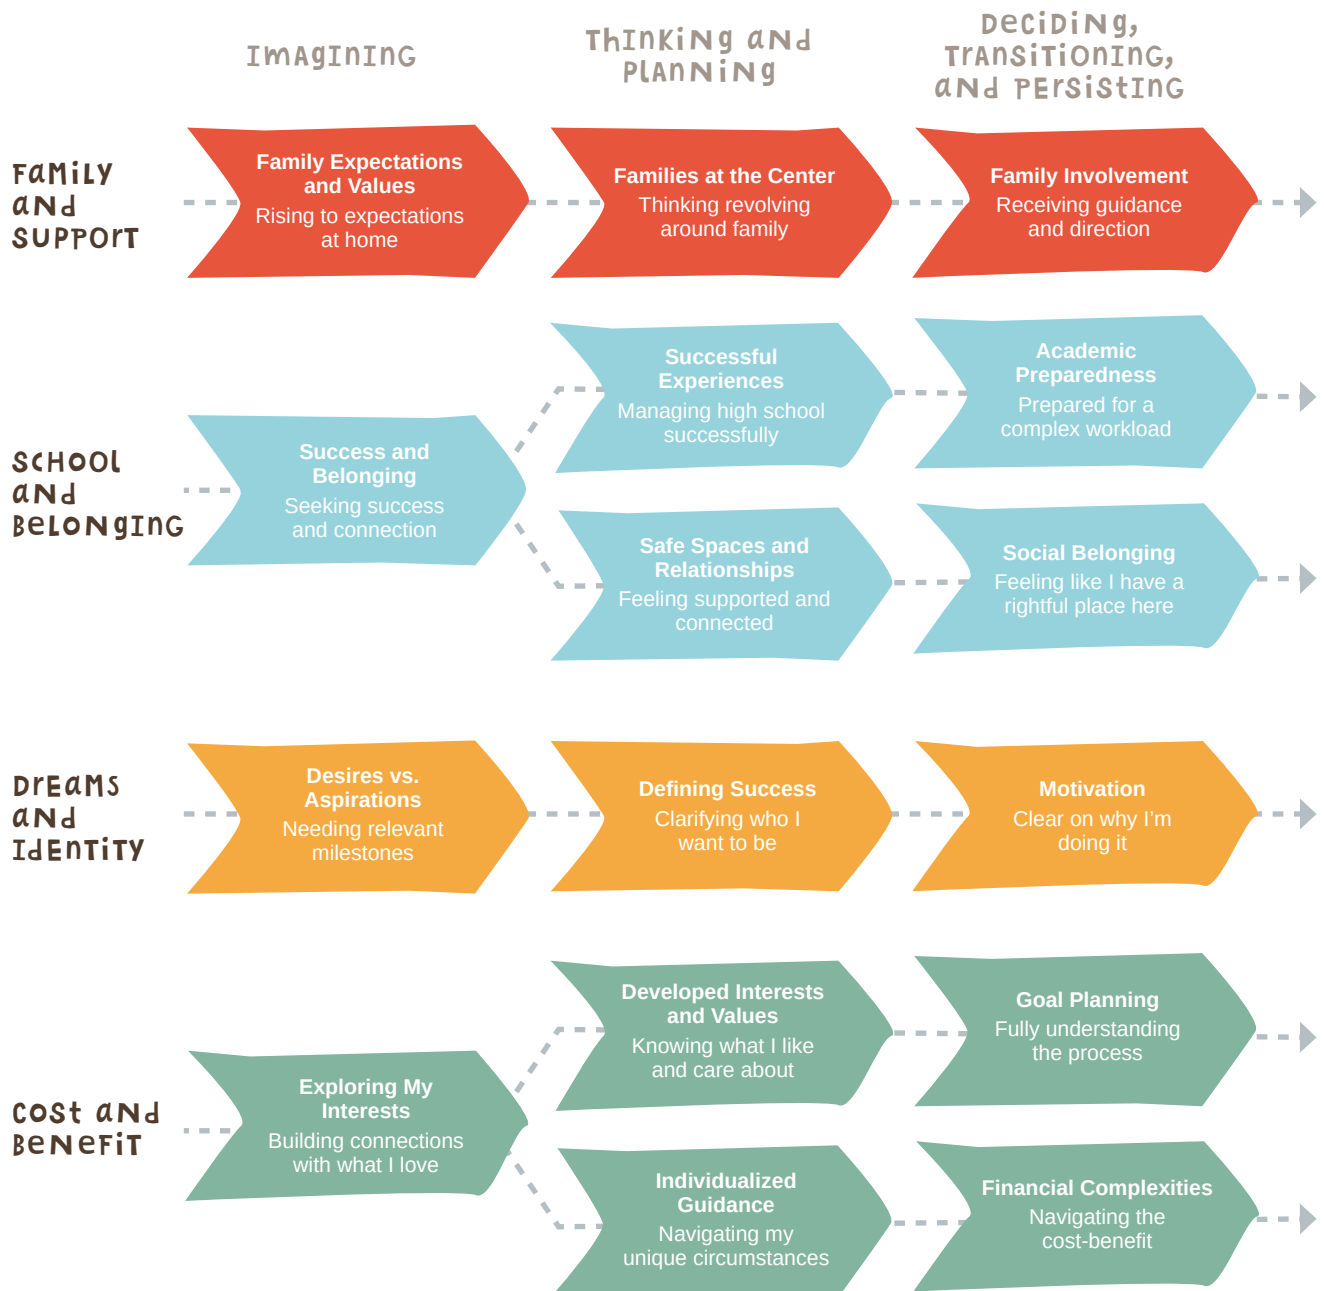 Imagining
Thinking and
Planning
Deciding,
Transitioning,
and Persisting
Family
and
Support
Family Expectations
and Values
Rising to expectations
at home
Families at the Center
Thinking revolving
around family
Family Involvement
Receiving guidance
and direction
School
and
Belonging
Success and
Belonging
Seeking success
and connection
Successful
Experiences
Managing high school
successfully
Academic
Preparedness
Prepared for a
complex workload
Safe Spaces and
Relationships
Feeling supported and
connected
Social Belonging
Feeling like I have a
rightful place here
Dreams
and
Identity
Desires vs.
Aspirations
Needing relevant
milestones
Defining Success
Clarifying who I
want to be
Motivation
Clear on why I’m
doing it
Cost and
Benefit
Exploring My
Interests
Building connections
with what I love
Developed Interests
and Values
Knowing what I like
and care about
Goal Planning
Fully understanding
the process
Individualized
Guidance
Navigating my
unique circumstances
Financial Complexities
Navigating the
cost-benefit